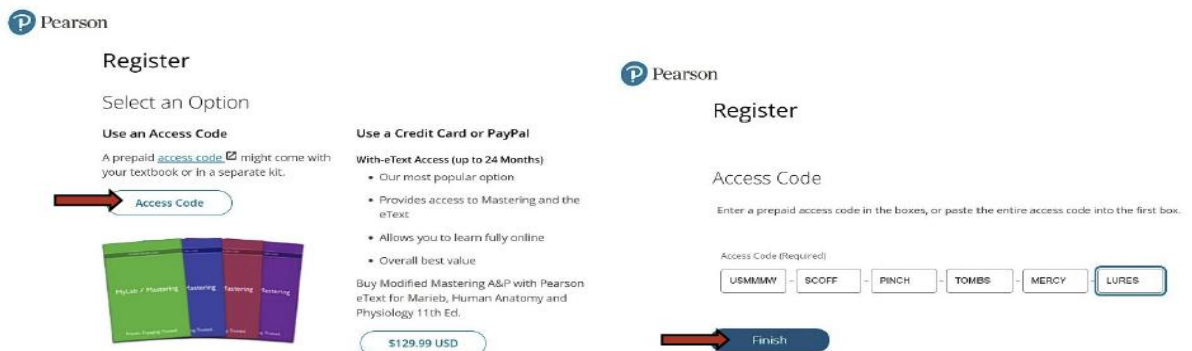 Pearson
Register
Select an Option
Use an Access Code
A prepaid access code might come with
your textbook or in a separate kit.
Access Code
MyLab / Mastering
Mastering
Mastering
Mastering
Use a Credit Card or PayPal
With-eText Access (up to 24 Months)
• Our most popular option
• Provides access to Mastering and the
eText
• Allows you to learn fully online
• Overall best value
Buy Modified Mastering A&P with Pearson
eText for Marieb, Human Anatomy and
Physiology 11th Ed.
$129.99 USD
Pearson
Register
Access Code
Enter a prepaid access code in the boxes, or paste the entire access code into the first box.
Access Code (Required)
USMMMW - SCOFF - PINCH - TOMBS - MERCY - LURES
Finish